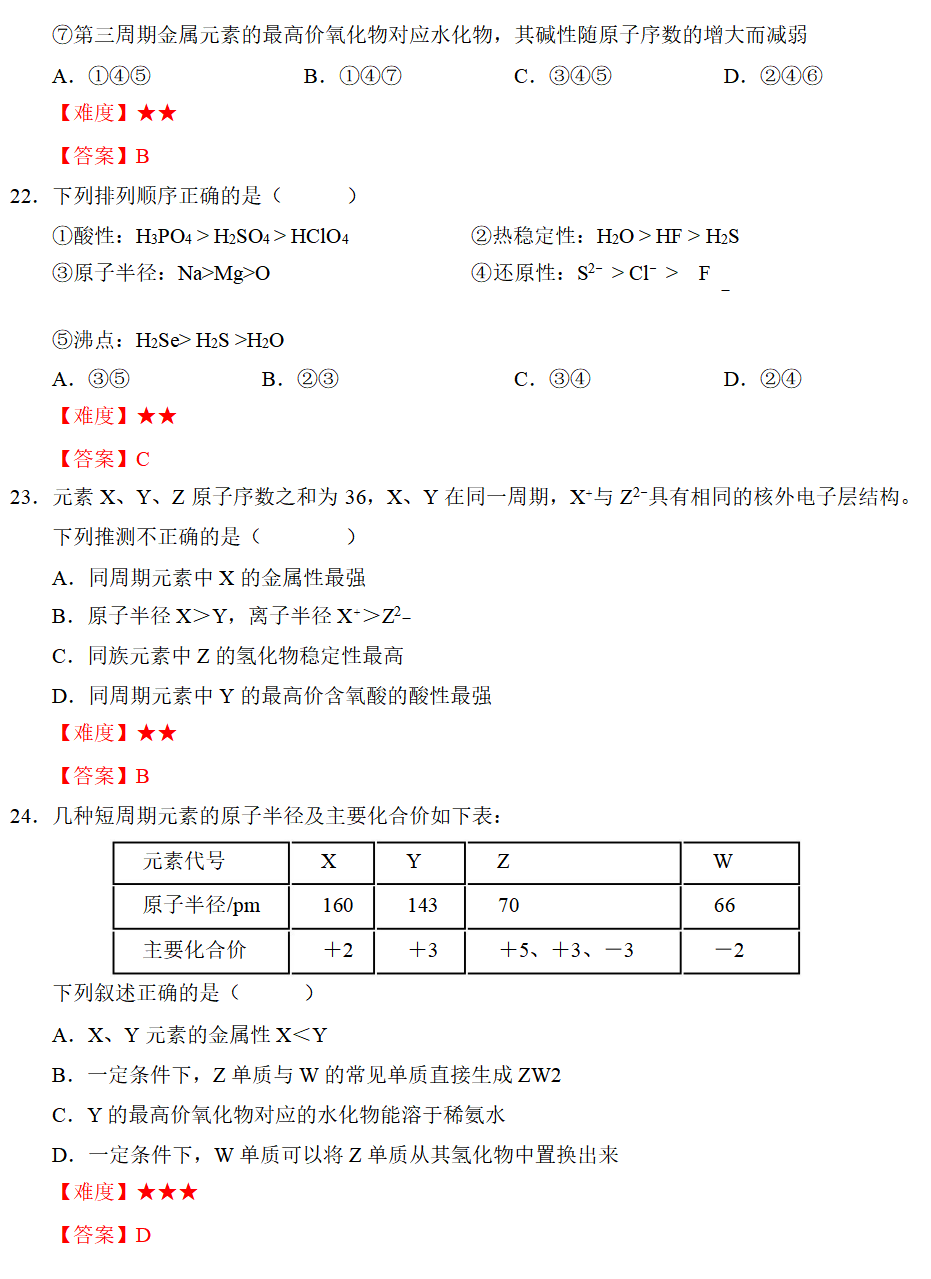 ⑦第三周期金属元素的最高价氧化物对应水化物，其碱性随原子序数的增大而减弱
A．①④⑤ B．①④⑦ C．③④⑤ D．②④⑥
【难度】★★
【答案】B
22．下列排列顺序正确的是（ ）
①酸性：H₃PO₄ > H₂SO₄ > HClO₄ ②热稳定性：H₂O > HF > H₂S
③原子半径：Na>Mg>O ④还原性：S²⁻ > Cl⁻ > F⁻
⑤沸点：H₂Se> H₂S >H₂O
A．③⑤ B．②③ C．③④ D．②④
【难度】★★
【答案】C
23．元素 X、Y、Z 原子序数之和为 36，X、Y 在同一周期，X⁺与 Z²⁻具有相同的核外电子层结构。
下列推测不正确的是（ ）
A．同周期元素中 X 的金属性最强
B．原子半径 X＞Y，离子半径 X⁺＞Z²⁻
C．同族元素中 Z 的氢化物稳定性最高
D．同周期元素中 Y 的最高价含氧酸的酸性最强
【难度】★★
【答案】B
24．几种短周期元素的原子半径及主要化合价如下表：
元素代号 X Y Z W
原子半径/pm 160 143 70 66
主要化合价 ＋2 ＋3 ＋5、＋3、－3 －2
下列叙述正确的是（ ）
A．X、Y 元素的金属性 X＜Y
B．一定条件下，Z 单质与 W 的常见单质直接生成 ZW2
C．Y 的最高价氧化物对应的水化物能溶于稀氨水
D．一定条件下，W 单质可以将 Z 单质从其氢化物中置换出来
【难度】★★★
【答案】D